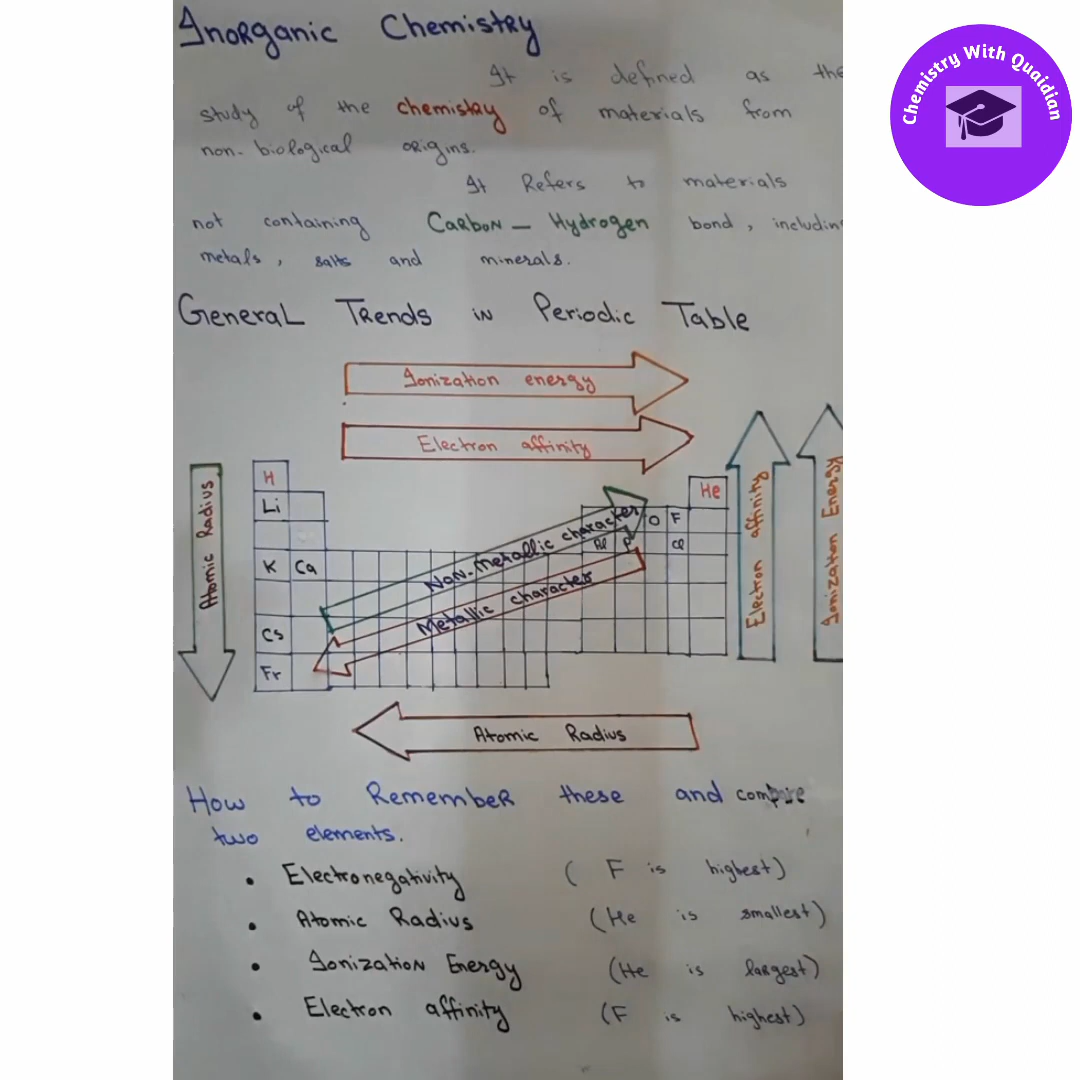 Inorganic Chemistry
Chemistry With Quaidian
It is defined as the
study of the chemistry of materials from
non-biological origins.
It Refers to materials
not containing Carbon – Hydrogen bond, includin
metals, salts and minerals.
General Trends in Periodic Table
Ionization energy
Electron affinity
Atomic Radius
H
He
Li
O F
Non-Metallic character
Al P Cl
K Ca
Metallic character
Cs
Fr
Electron affinity
Ionization Energy
Atomic Radius
How to Remember these and compare
two elements.
• Electronegativity (F is highest)
• Atomic Radius (He is smallest)
• Ionization Energy (He is largest)
• Electron affinity (F is highest)